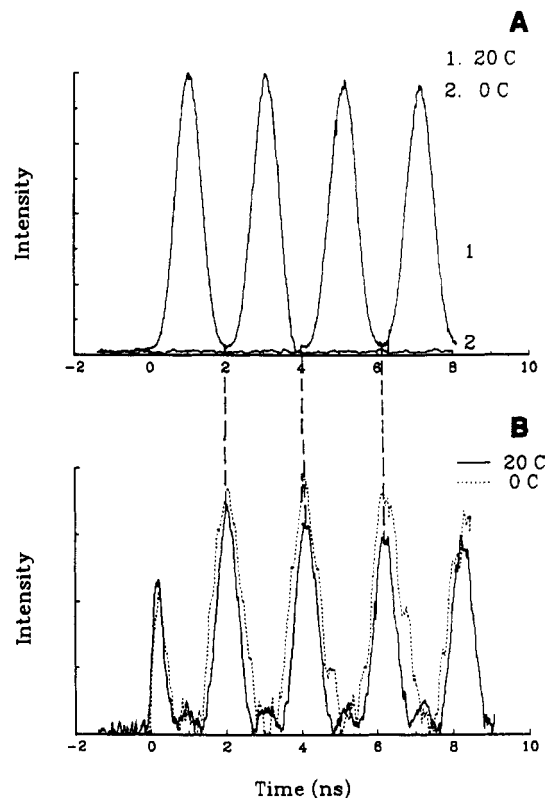 A
1. 20 C
2. 0 C
Intensity
1
2
-2 0 2 4 6 8 10
B
20 C
0 C
Intensity
-2 0 2 4 6 8 10
Time (ns)